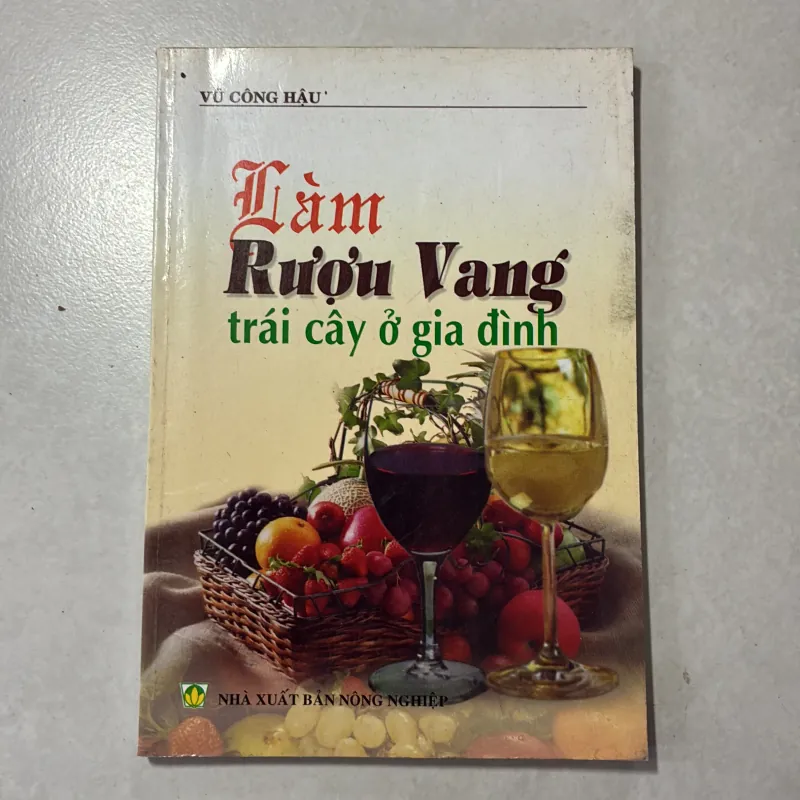 VŨ CÔNG HẬU
Làm
Rượu Vang
trái cây ở gia đình
NHÀ XUẤT BẢN NÔNG NGHIỆP